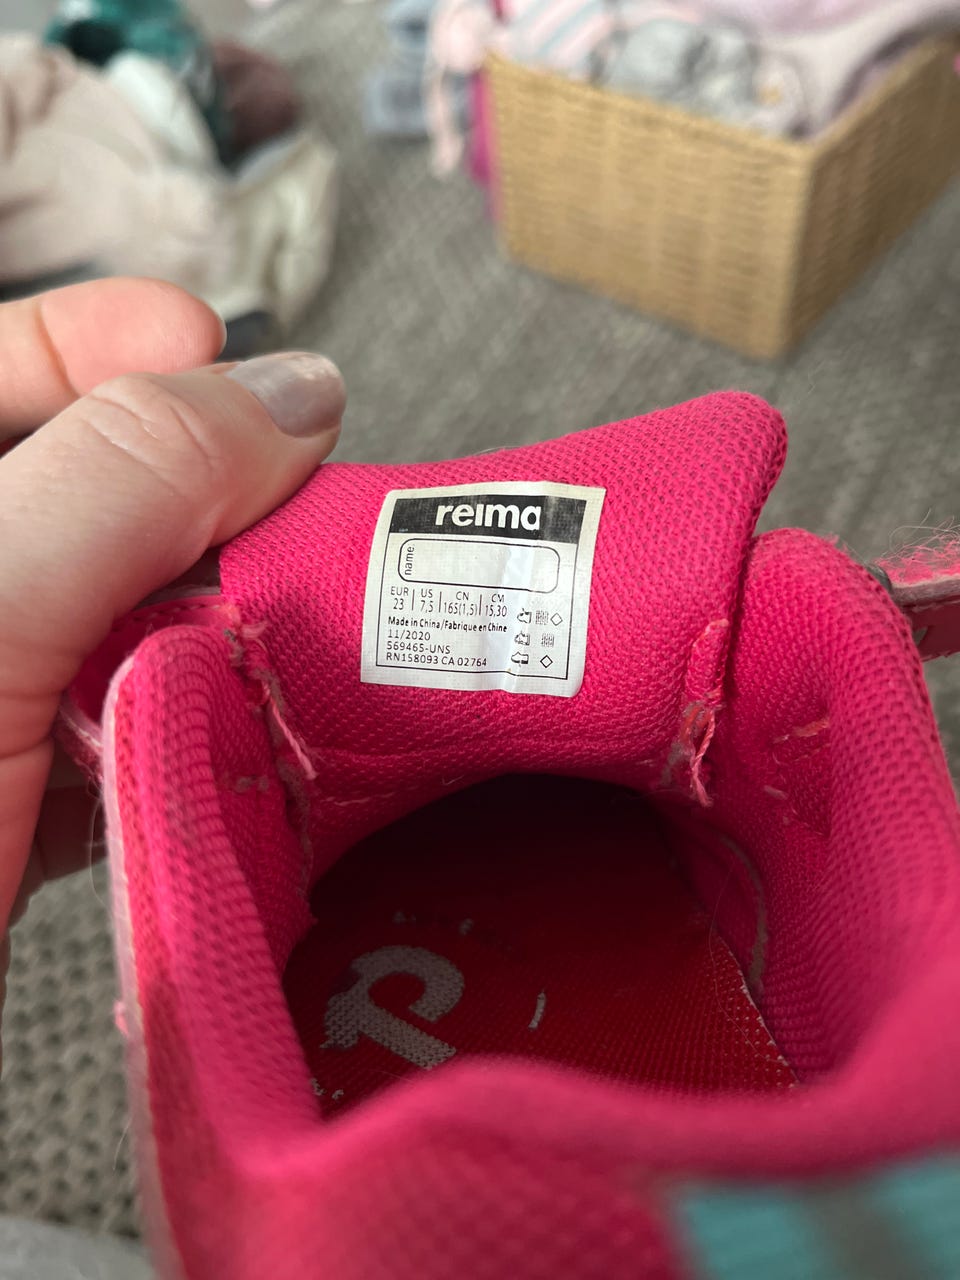 reima
name
EUR US CN CM
23 7,5 165(1,5) 15,30
Made in China/Fabrique en Chine
11/2020
569465-UNS
RN158093 CA 02764